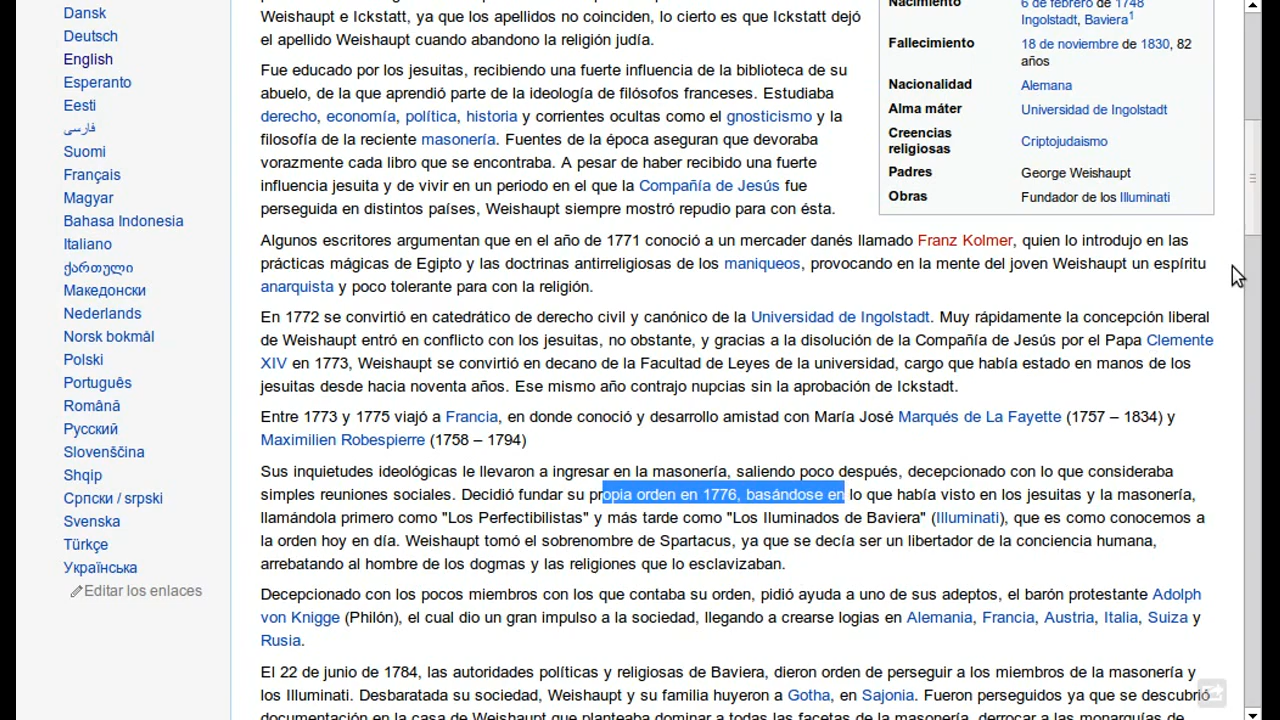 Dansk
Deutsch
English
Esperanto
Eesti
فارسی
Suomi
Français
Magyar
Bahasa Indonesia
Italiano
ქართული
Македонски
Nederlands
Norsk bokmål
Polski
Português
Română
Русский
Slovenščina
Shqip
Српски / srpski
Svenska
Türkçe
Українська
Editar los enlaces
Weishaupt e Ickstatt, ya que los apellidos no coinciden, lo cierto es que Ickstatt dejó
el apellido Weishaupt cuando abandono la religión judía.
Fue educado por los jesuitas, recibiendo una fuerte influencia de la biblioteca de su
abuelo, de la que aprendió parte de la ideología de filósofos franceses. Estudiaba
derecho, economía, política, historia y corrientes ocultas como el gnosticismo y la
filosofía de la reciente masonería. Fuentes de la época aseguran que devoraba
vorazmente cada libro que se encontraba. A pesar de haber recibido una fuerte
influencia jesuita y de vivir en un periodo en el que la Compañía de Jesús fue
perseguida en distintos países, Weishaupt siempre mostró repudio para con ésta.
Nacimiento 6 de febrero de 1748
Ingolstadt, Baviera1
Fallecimiento 18 de noviembre de 1830, 82
años
Nacionalidad Alemana
Alma máter Universidad de Ingolstadt
Creencias religiosas Criptojudaismo
Padres George Weishaupt
Obras Fundador de los Illuminati
Algunos escritores argumentan que en el año de 1771 conoció a un mercader danés llamado Franz Kolmer, quien lo introdujo en las
prácticas mágicas de Egipto y las doctrinas antirreligiosas de los maniqueos, provocando en la mente del joven Weishaupt un espíritu
anarquista y poco tolerante para con la religión.
En 1772 se convirtió en catedrático de derecho civil y canónico de la Universidad de Ingolstadt. Muy rápidamente la concepción liberal
de Weishaupt entró en conflicto con los jesuitas, no obstante, y gracias a la disolución de la Compañía de Jesús por el Papa Clemente
XIV en 1773, Weishaupt se convirtió en decano de la Facultad de Leyes de la universidad, cargo que había estado en manos de los
jesuitas desde hacia noventa años. Ese mismo año contrajo nupcias sin la aprobación de Ickstadt.
Entre 1773 y 1775 viajó a Francia, en donde conoció y desarrollo amistad con María José Marqués de La Fayette (1757 – 1834) y
Maximilien Robespierre (1758 – 1794)
Sus inquietudes ideológicas le llevaron a ingresar en la masonería, saliendo poco después, decepcionado con lo que consideraba
simples reuniones sociales. Decidió fundar su propia orden en 1776, basándose en lo que había visto en los jesuitas y la masonería,
llamándola primero como "Los Perfectibilistas" y más tarde como "Los Iluminados de Baviera" (Illuminati), que es como conocemos a
la orden hoy en día. Weishaupt tomó el sobrenombre de Spartacus, ya que se decía ser un libertador de la conciencia humana,
arrebatando al hombre de los dogmas y las religiones que lo esclavizaban.
Decepcionado con los pocos miembros con los que contaba su orden, pidió ayuda a uno de sus adeptos, el barón protestante Adolph
von Knigge (Philón), el cual dio un gran impulso a la sociedad, llegando a crearse logias en Alemania, Francia, Austria, Italia, Suiza y
Rusia.
El 22 de junio de 1784, las autoridades políticas y religiosas de Baviera, dieron orden de perseguir a los miembros de la masonería y
los Illuminati. Desbaratada su sociedad, Weishaupt y su familia huyeron a Gotha, en Sajonia. Fueron perseguidos ya que se descubrió
documentación en la casa de Weishaupt que planteaba dominar a todas las facetas de la masonería, derrocar a las monarquías de